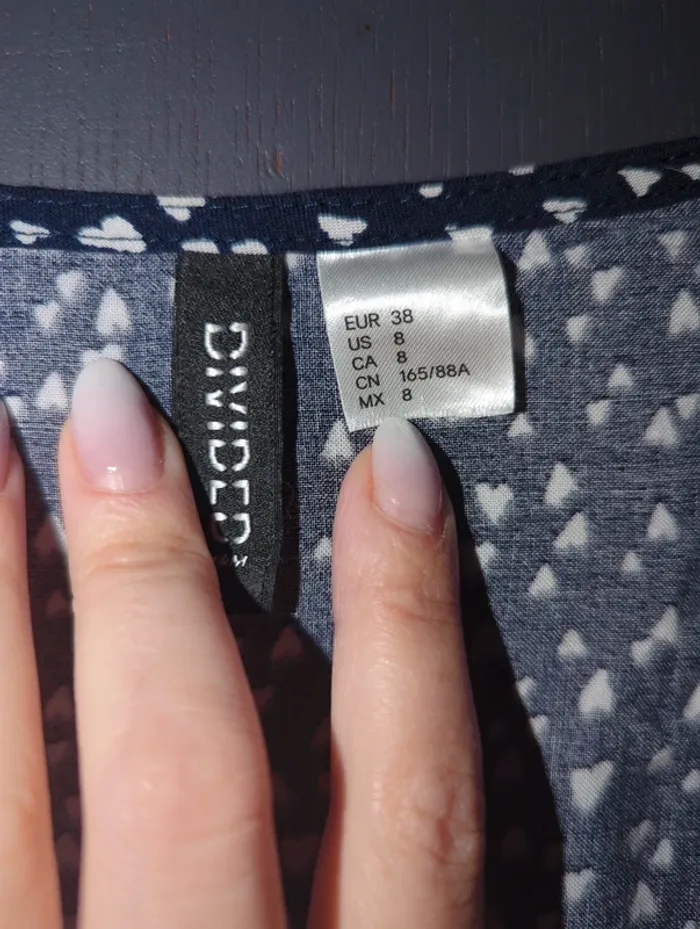 DIVIDED
EUR 38
US 8
CA 8
CN 165/88A
MX 8